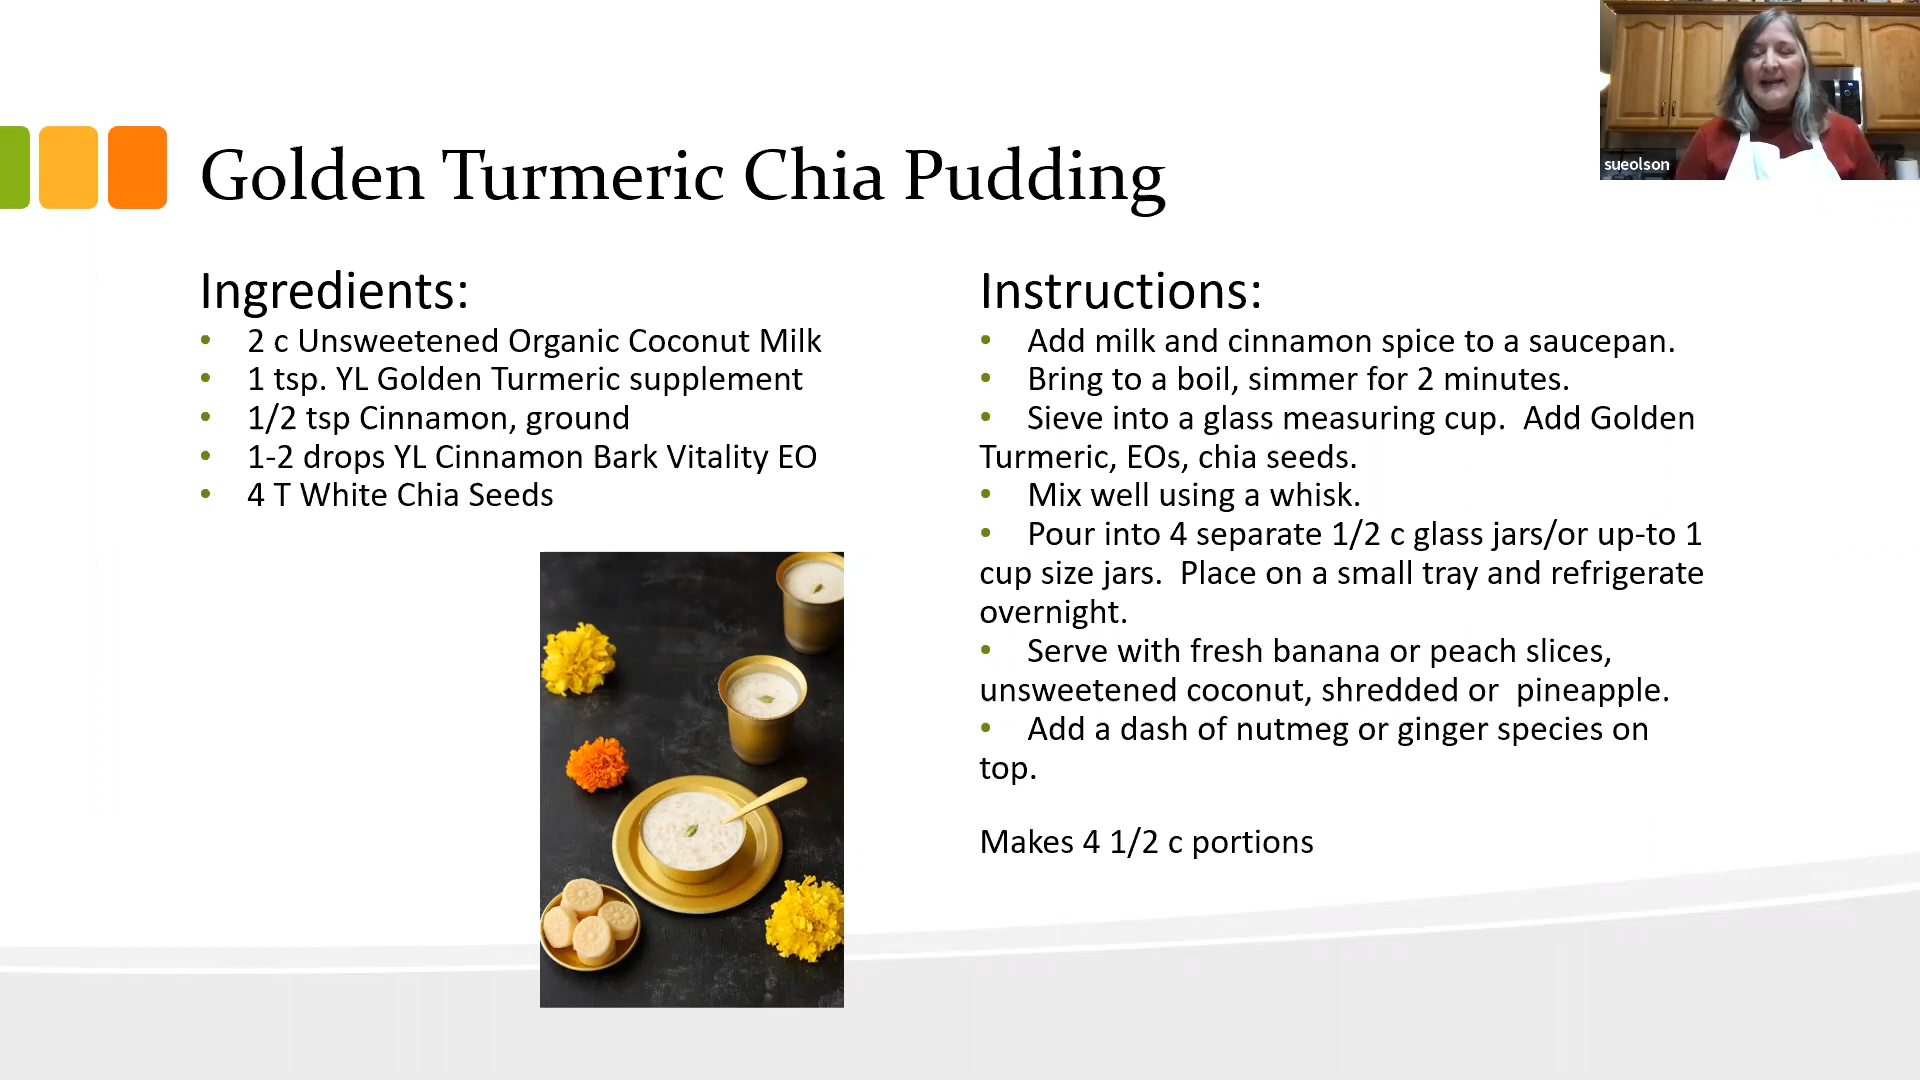 sueolson
Golden Turmeric Chia Pudding
Ingredients:
• 2 c Unsweetened Organic Coconut Milk
• 1 tsp. YL Golden Turmeric supplement
• 1/2 tsp Cinnamon, ground
• 1-2 drops YL Cinnamon Bark Vitality EO
• 4 T White Chia Seeds
Instructions:
• Add milk and cinnamon spice to a saucepan.
• Bring to a boil, simmer for 2 minutes.
• Sieve into a glass measuring cup.  Add Golden
Turmeric, EOs, chia seeds.
• Mix well using a whisk.
• Pour into 4 separate 1/2 c glass jars/or up-to 1
cup size jars.  Place on a small tray and refrigerate
overnight.
• Serve with fresh banana or peach slices,
unsweetened coconut, shredded or  pineapple.
• Add a dash of nutmeg or ginger species on
top.
Makes 4 1/2 c portions